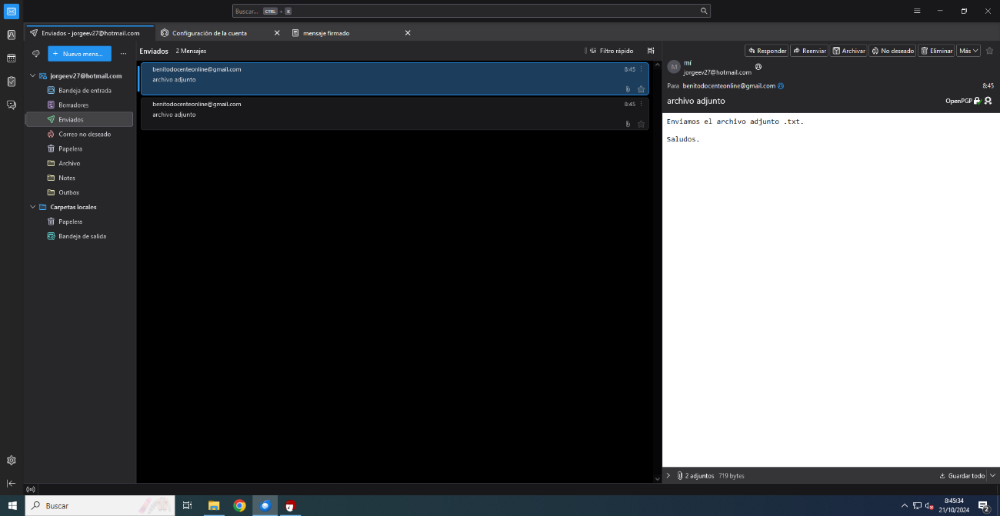 Buscar... CTRL + K
Enviados - jorgeev27@hotmail.com Configuración de la cuenta mensaje firmado
+ Nuevo mens...
jorgeev27@hotmail.com
Bandeja de entrada
Borradores
Enviados
Correo no deseado
Papelera
Archivo
Notes
Outbox
Carpetas locales
Papelera
Bandeja de salida
Enviados 2 Mensajes Filtro rápido
benitodocenteonline@gmail.com 8:45
archivo adjunto
benitodocenteonline@gmail.com 8:45
archivo adjunto
Responder Reenviar Archivar No deseado Eliminar Más
M
mí
jorgeev27@hotmail.com
Para benitodocenteonline@gmail.com 8:45
archivo adjunto OpenPGP
Enviamos el archivo adjunto .txt.
Saludos.
2 adjuntos 719 bytes Guardar todo
Buscar
8:45:34
21/10/2024
2